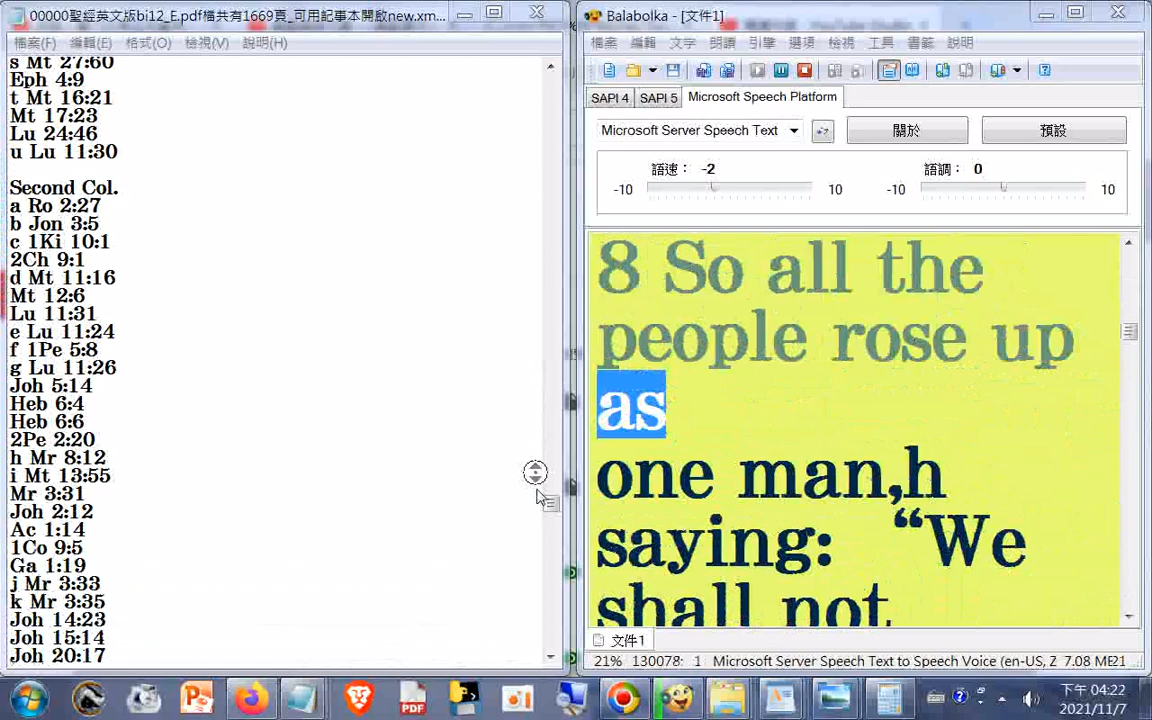 00000聖經英文版bi12_E.pdf檔共有1669頁_可用記事本開啟new.xm...
檔案(F) 編輯(E) 格式(O) 檢視(V) 說明(H)
s Mt 27:60
Eph 4:9
t Mt 16:21
Mt 17:23
Lu 24:46
u Lu 11:30
Second Col.
a Ro 2:27
b Jon 3:5
c 1Ki 10:1
2Ch 9:1
d Mt 11:16
Mt 12:6
Lu 11:31
e Lu 11:24
f 1Pe 5:8
g Lu 11:26
Joh 5:14
Heb 6:4
Heb 6:6
2Pe 2:20
h Mr 8:12
i Mt 13:55
Mr 3:31
Joh 2:12
Ac 1:14
1Co 9:5
Ga 1:19
j Mr 3:33
k Mr 3:35
Joh 14:23
Joh 15:14
Joh 20:17
Balabolka - [文件1]
檔案 編輯 文字 朗讀 引擎 選項 檢視 工具 書籤 說明
SAPI 4 SAPI 5 Microsoft Speech Platform
Microsoft Server Speech Text 關於 預設
語速： -2 語調： 0
-10 10 -10 10
8 So all the
people rose up
as
one man,h
saying: “We
shall not
文件1
21% 130078: 1 Microsoft Server Speech Text to Speech Voice (en-US, Z 7.08 ME21
PDF
下午 04:22
2021/11/7